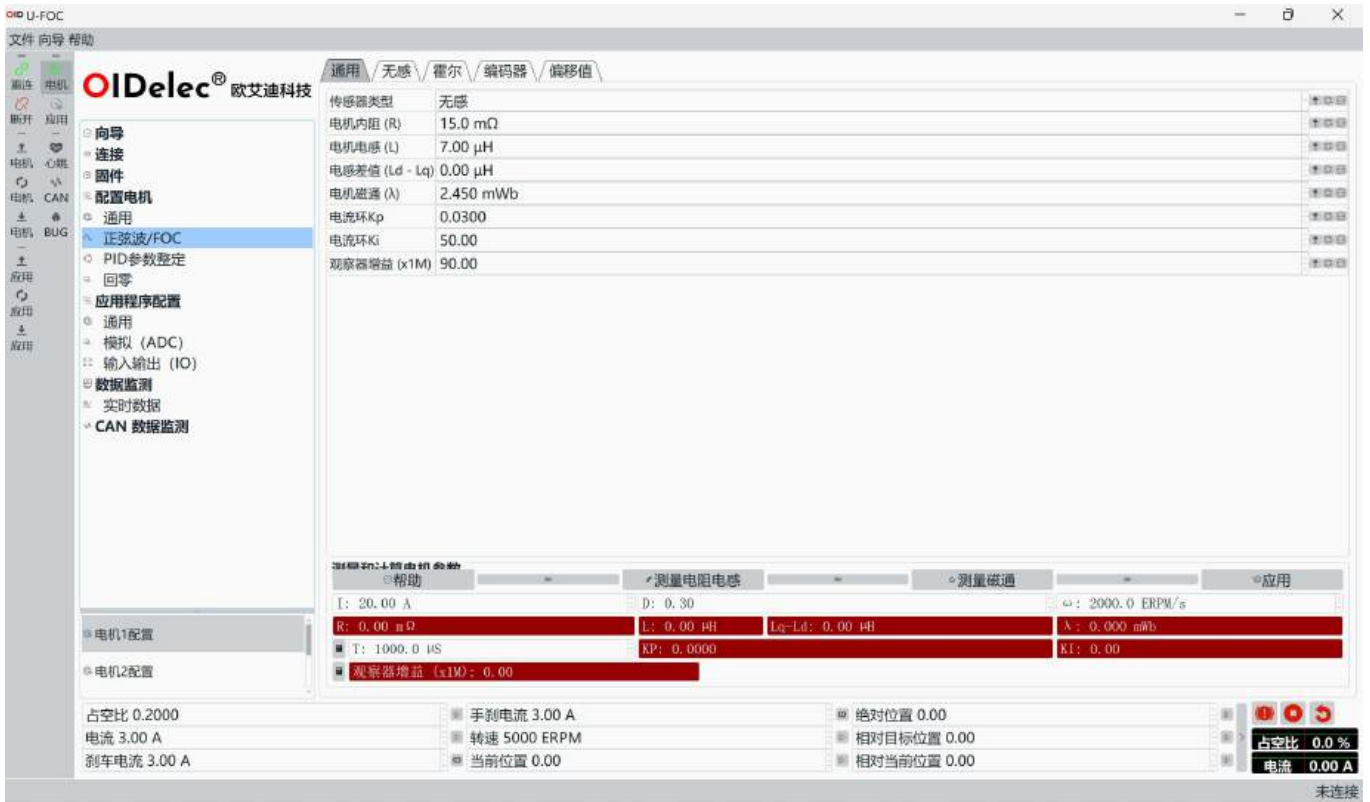 U-FOC
文件 向导 帮助
重连 电机
断开 应用
电机 心跳
电机 CAN
电机 BUG
应用
应用
应用
OIDelec® 欧艾迪科技
向导
连接
固件
配置电机
通用
正弦波/FOC
PID参数整定
回零
应用程序配置
通用
模拟 (ADC)
输入输出 (IO)
数据监测
实时数据
CAN 数据监测
电机1配置
电机2配置
通用 无感 霍尔 编码器 偏移值
传感器类型 无感
电机内阻 (R) 15.0 mΩ
电机电感 (L) 7.00 μH
电感差值 (Ld - Lq) 0.00 μH
电机磁通 (λ) 2.450 mWb
电流环Kp 0.0300
电流环Ki 50.00
观察器增益 (x1M) 90.00
测量和计算电机参数
帮助 测量电阻电感 测量磁通 应用
I: 20.00 A D: 0.30 ω: 2000.0 ERPM/s
R: 0.00 mΩ L: 0.00 μH Lq-Ld: 0.00 μH λ: 0.000 mWb
T: 1000.0 μS KP: 0.0000 KI: 0.00
观察器增益 (x1M): 0.00
占空比 0.2000 手刹电流 3.00 A 绝对位置 0.00
电流 3.00 A 转速 5000 ERPM 相对目标位置 0.00
刹车电流 3.00 A 当前位置 0.00 相对当前位置 0.00
占空比 0.0 %
电流 0.00 A
未连接